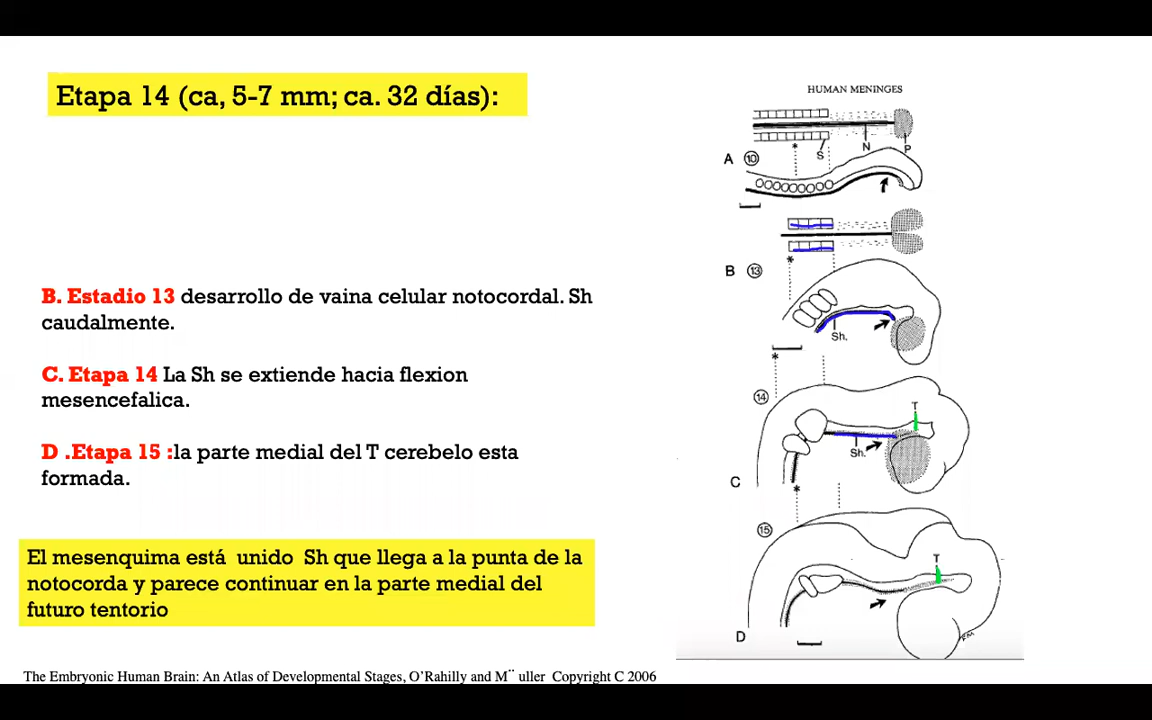 Etapa 14 (ca, 5-7 mm; ca. 32 días):
B. Estadio 13 desarrollo de vaina celular notocordal. Sh
caudalmente.
C. Etapa 14 La Sh se extiende hacia flexion
mesencefalica.
D .Etapa 15 :la parte medial del T cerebelo esta
formada.
El mesenquima está unido Sh que llega a la punta de la
notocorda y parece continuar en la parte medial del
futuro tentorio
The Embryonic Human Brain: An Atlas of Developmental Stages, O'Rahilly and M¨ uller Copyright C 2006
HUMAN MENINGES
* S N P
A 10
*
B 13
Sh.
*
14
T
Sh.
C
*
15
T
D